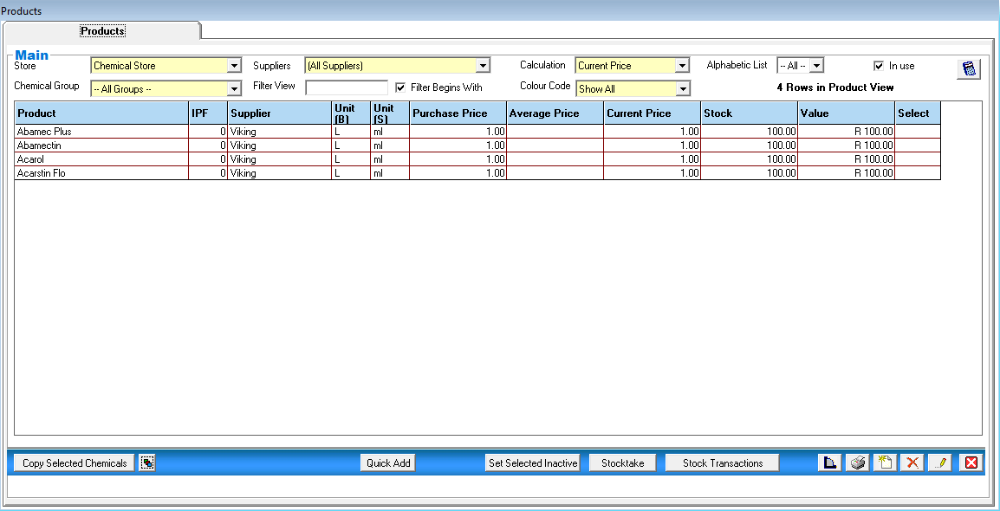 Products
Products
Main
Store Chemical Store Suppliers (All Suppliers) Calculation Current Price Alphabetic List -- All -- In use
Chemical Group -- All Groups -- Filter View Filter Begins With Colour Code Show All 4 Rows in Product View
Product IPF Supplier Unit (B) Unit (S) Purchase Price Average Price Current Price Stock Value Select
Abamec Plus 0 Viking L ml 1.00 1.00 100.00 R 100.00
Abamectin 0 Viking L ml 1.00 1.00 100.00 R 100.00
Acarol 0 Viking L ml 1.00 1.00 100.00 R 100.00
Acarstin Flo 0 Viking L ml 1.00 1.00 100.00 R 100.00
Copy Selected Chemicals Quick Add Set Selected Inactive Stocktake Stock Transactions